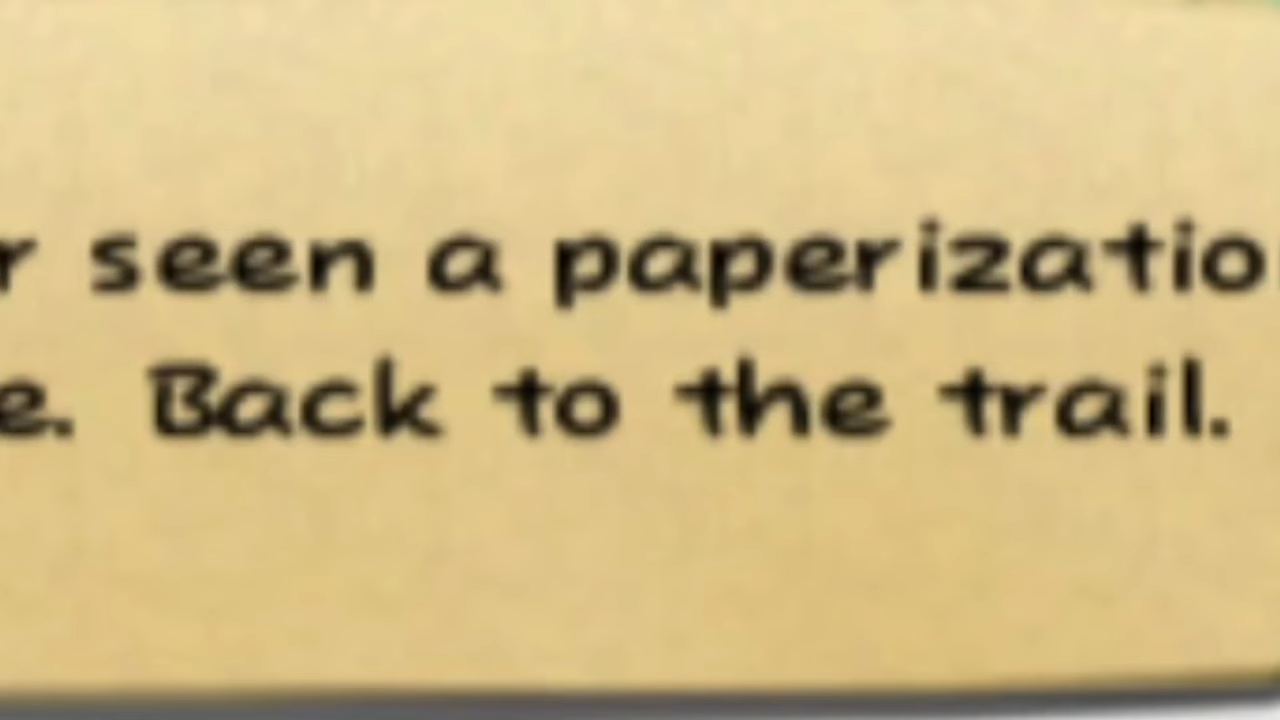 r seen a paperizatio
e. Back to the trail.